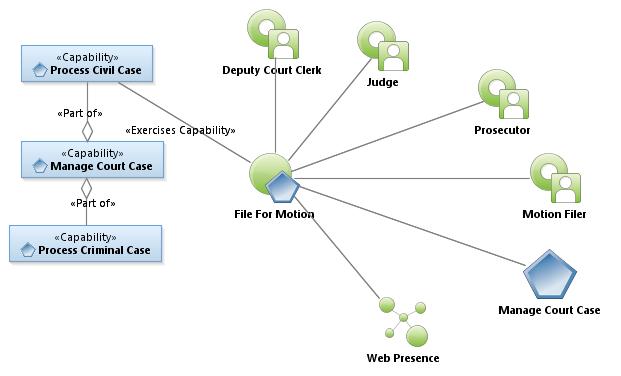 Deputy Court Clerk
Judge
«Capability»
Process Civil Case
«Part of»
«Exercises Capability»
Prosecutor
«Capability»
Manage Court Case
«Part of»
File For Motion
Motion Filer
«Capability»
Process Criminal Case
Manage Court Case
Web Presence